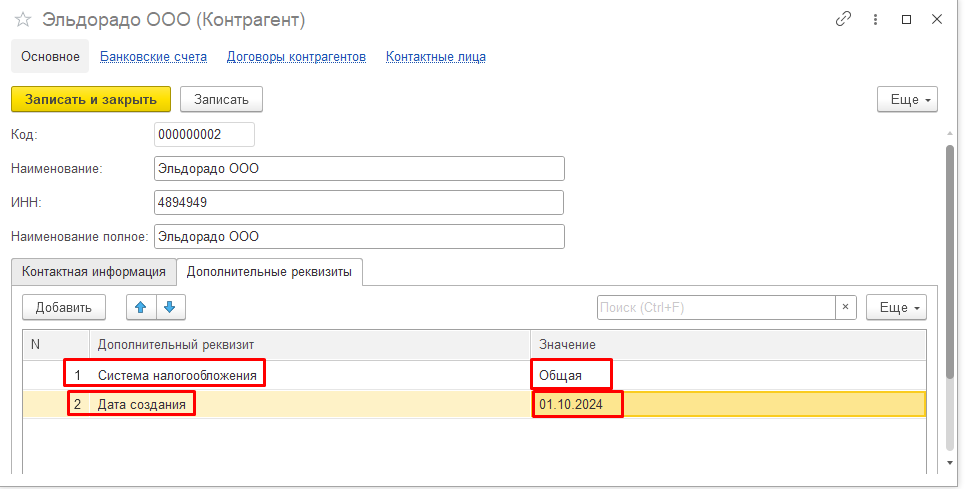 Эльдорадо ООО (Контрагент)
Основное Банковские счета Договоры контрагентов Контактные лица
Записать и закрыть Записать Еще
Код: 000000002
Наименование: Эльдорадо ООО
ИНН: 4894949
Наименование полное: Эльдорадо ООО
Контактная информация Дополнительные реквизиты
Добавить Поиск (Ctrl+F) × Еще
N Дополнительный реквизит Значение
1 Система налогообложения Общая
2 Дата создания 01.10.2024